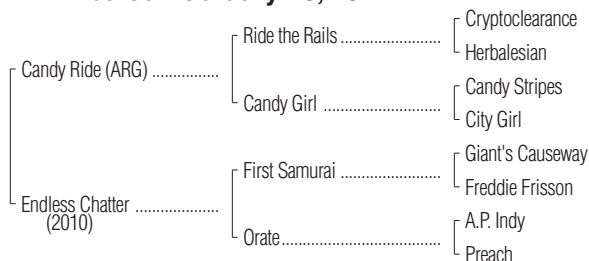 Cryptoclearance
Ride the Rails
Herbalesian
Candy Ride (ARG)
Candy Stripes
Candy Girl
City Girl
Giant's Causeway
First Samurai
Freddie Frisson
Endless Chatter
(2010)
A.P. Indy
Orate
Preach